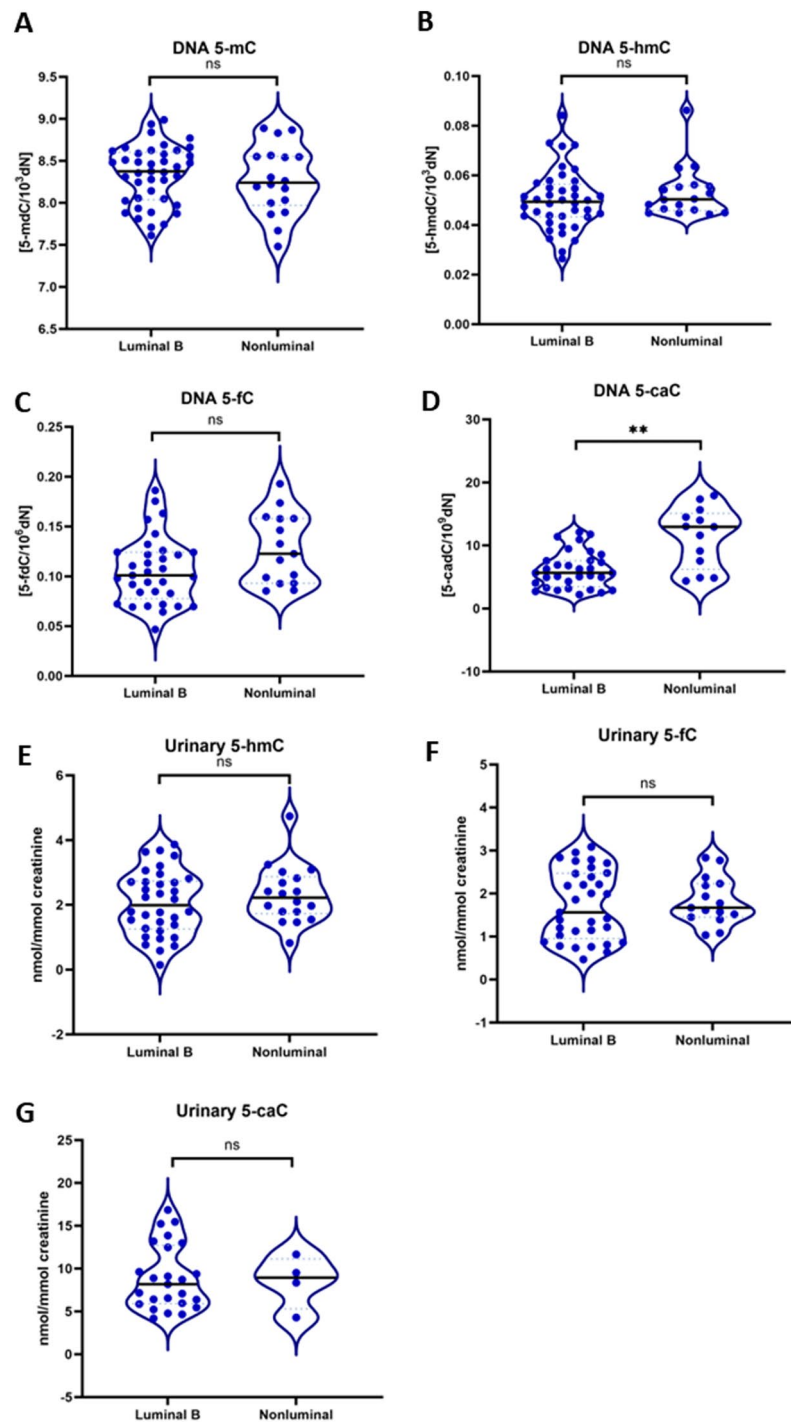 A
DNA 5-mC
ns
[5-mdC/10³dN]
9.5
9.0
8.5
8.0
7.5
7.0
6.5
Luminal B
Nonluminal
B
DNA 5-hmC
ns
[5-hmdC/10³dN]
0.10
0.08
0.06
0.04
0.02
0.00
Luminal B
Nonluminal
C
DNA 5-fC
ns
[5-fdC/10⁶dN]
0.25
0.20
0.15
0.10
0.05
0.00
Luminal B
Nonluminal
D
DNA 5-caC
**
[5-cadC/10⁹dN]
30
20
10
0
-10
Luminal B
Nonluminal
E
Urinary 5-hmC
ns
nmol/mmol creatinine
6
4
2
0
-2
Luminal B
Nonluminal
F
Urinary 5-fC
ns
nmol/mmol creatinine
5
4
3
2
1
0
-1
Luminal B
Nonluminal
G
Urinary 5-caC
ns
nmol/mmol creatinine
25
20
15
10
5
0
-5
Luminal B
Nonluminal